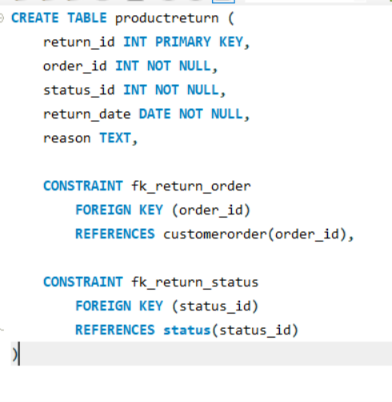 CREATE TABLE productreturn (
    return_id INT PRIMARY KEY,
    order_id INT NOT NULL,
    status_id INT NOT NULL,
    return_date DATE NOT NULL,
    reason TEXT,

    CONSTRAINT fk_return_order
        FOREIGN KEY (order_id)
        REFERENCES customerorder(order_id),

    CONSTRAINT fk_return_status
        FOREIGN KEY (status_id)
        REFERENCES status(status_id)
)